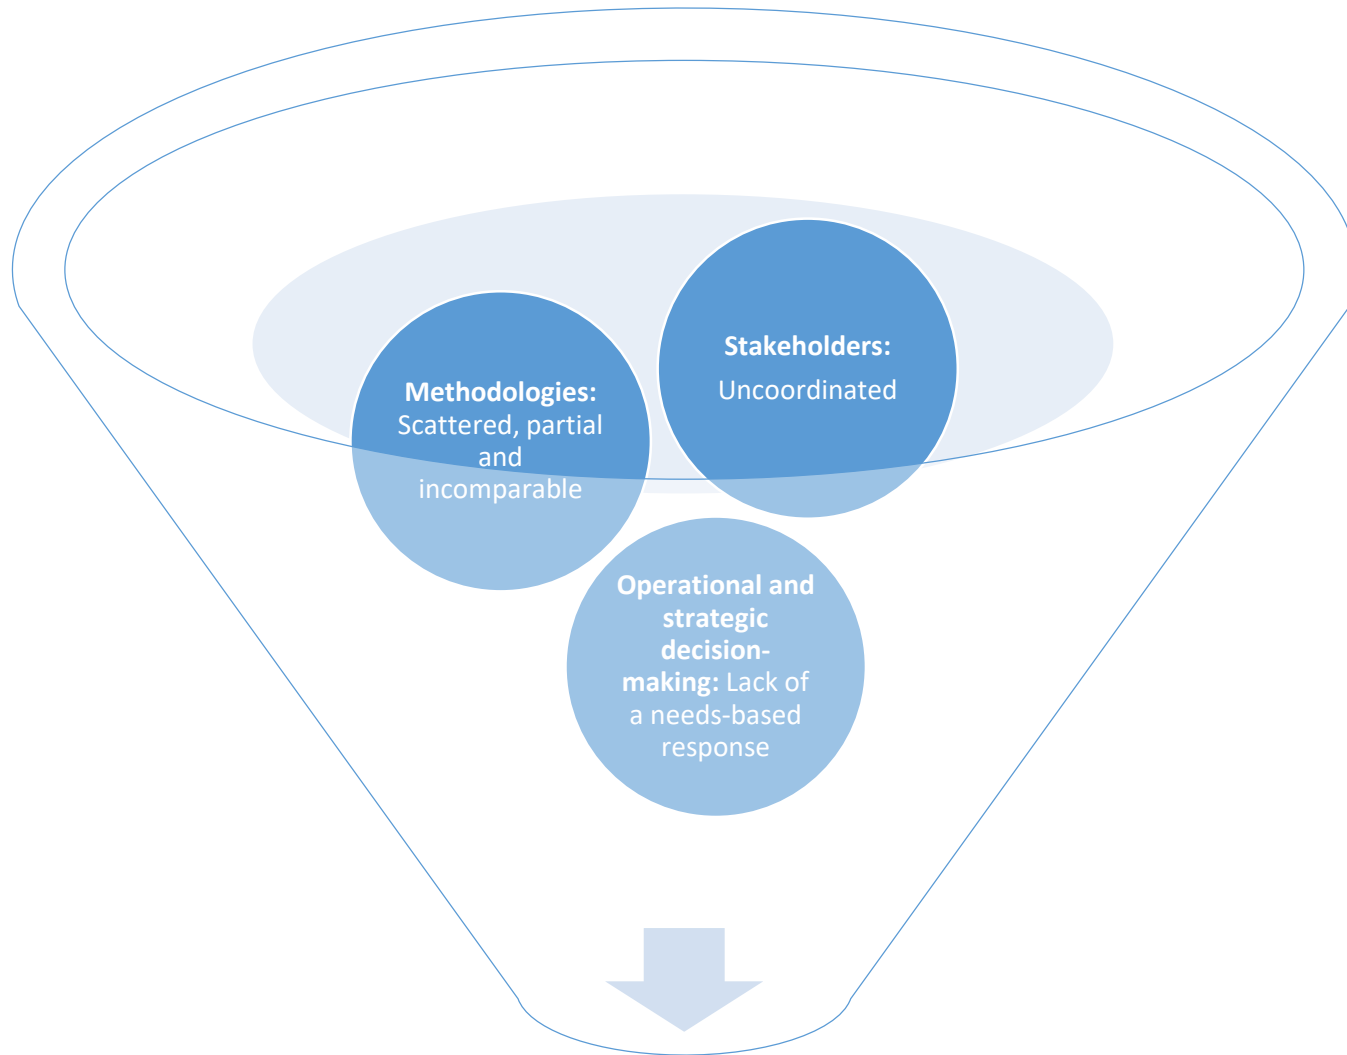 Stakeholders:
Uncoordinated
Methodologies:
Scattered, partial
and
incomparable
Operational and
strategic
decision-
making: Lack of
a needs-based
response